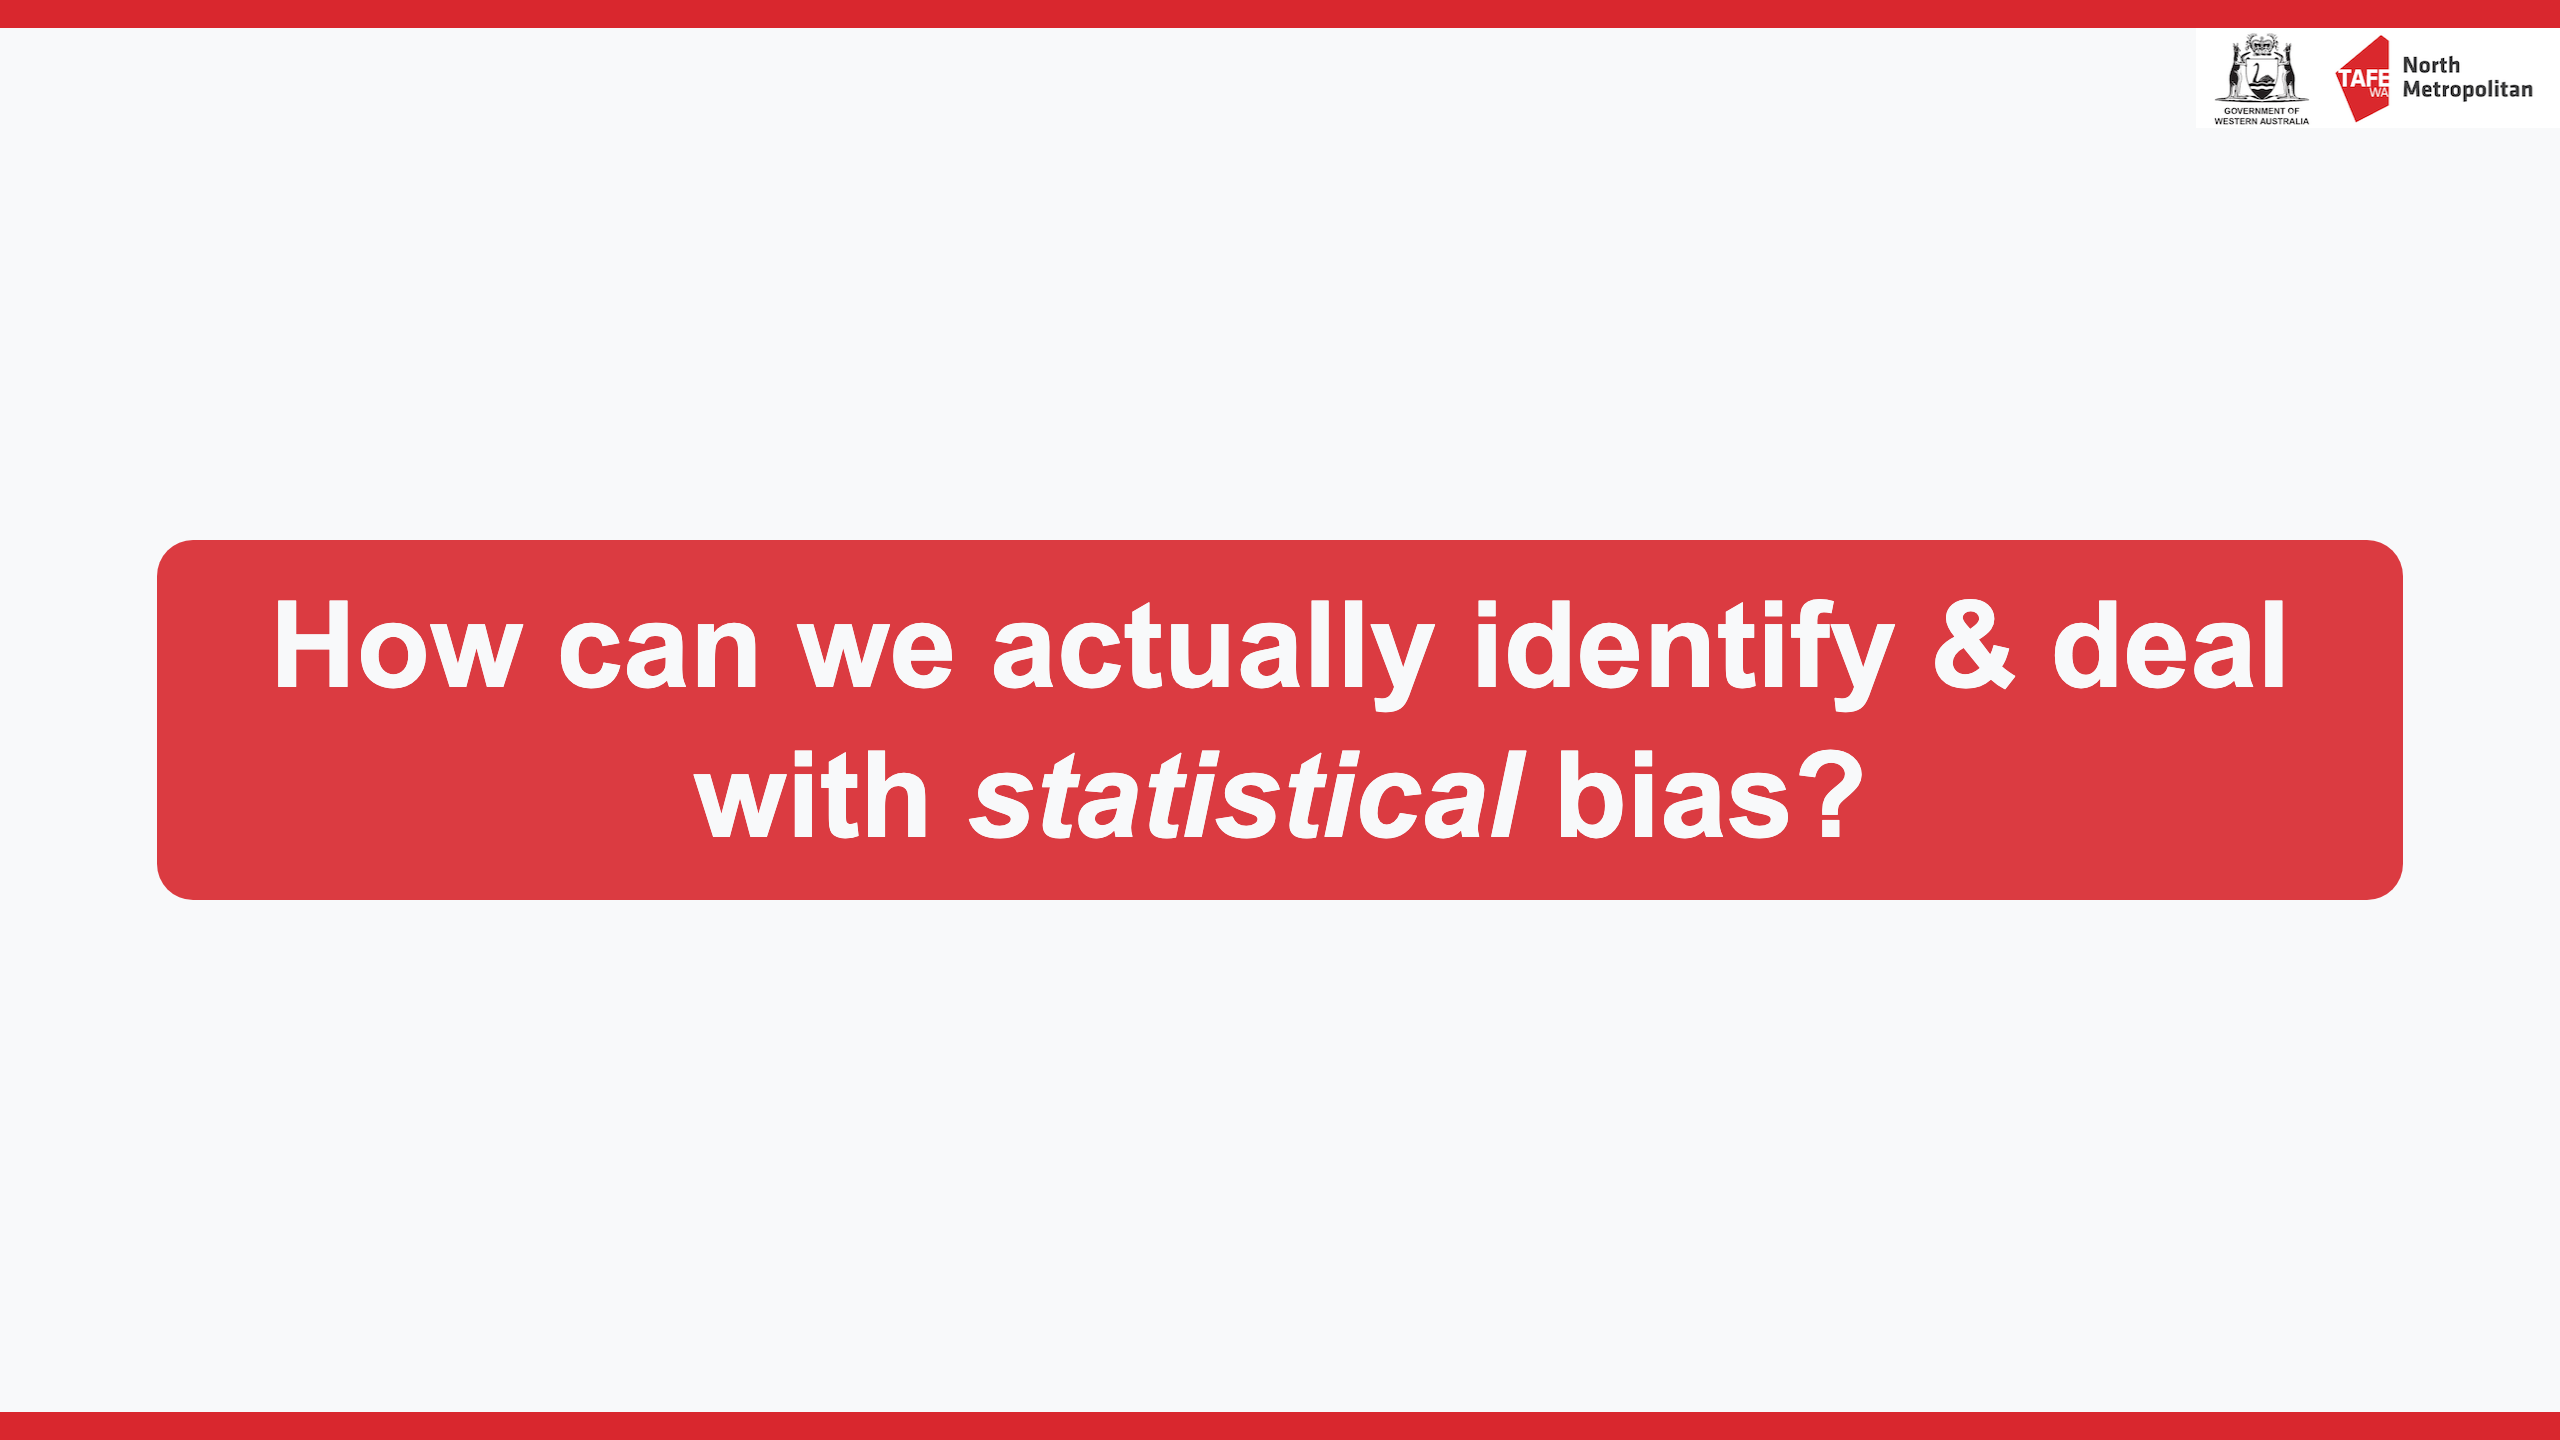 GOVERNMENT OF
WESTERN AUSTRALIA
TAFE
WA
North
Metropolitan
How can we actually identify & deal
with statistical bias?